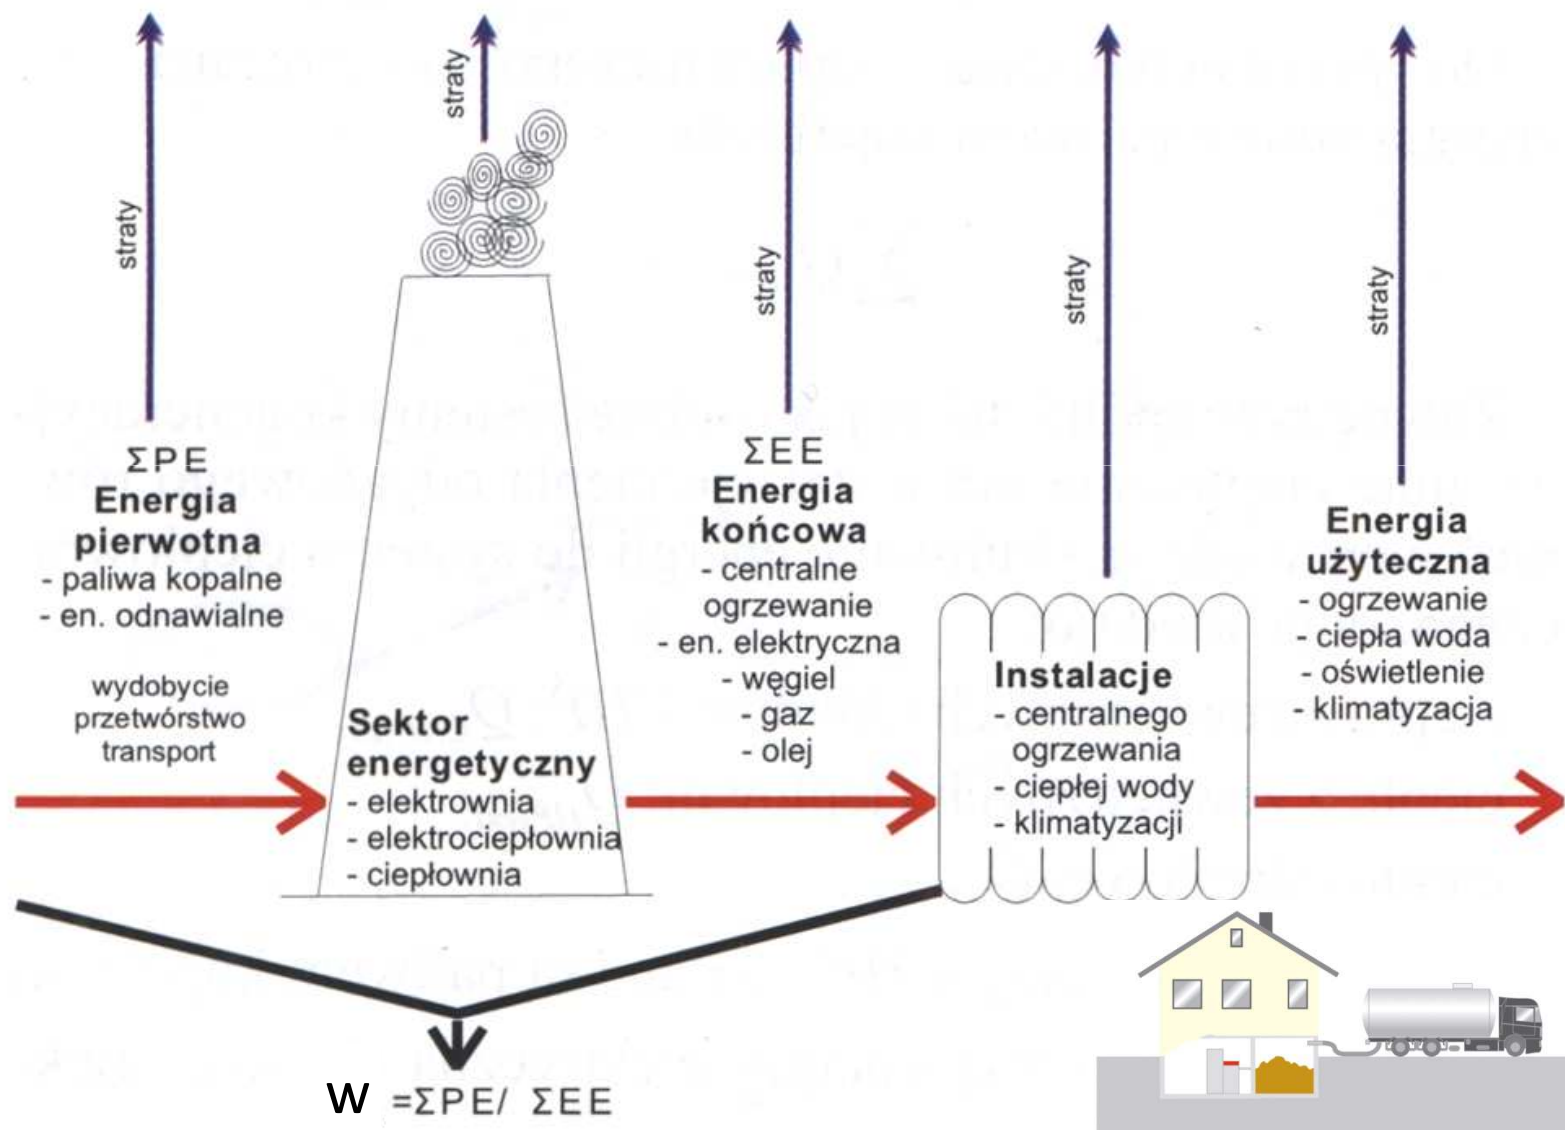 straty
ΣPE
Energia
pierwotna
- paliwa kopalne
- en. odnawialne
wydobycie
przetwórstwo
transport
straty
Sektor
energetyczny
- elektrownia
- elektrociepłownia
- ciepłownia
straty
ΣEE
Energia
końcowa
- centralne
ogrzewanie
- en. elektryczna
- węgiel
- gaz
- olej
straty
Instalacje
- centralnego
ogrzewania
- ciepłej wody
- klimatyzacji
straty
Energia
użyteczna
- ogrzewanie
- ciepła woda
- oświetlenie
- klimatyzacja
w =ΣPE/ ΣEE